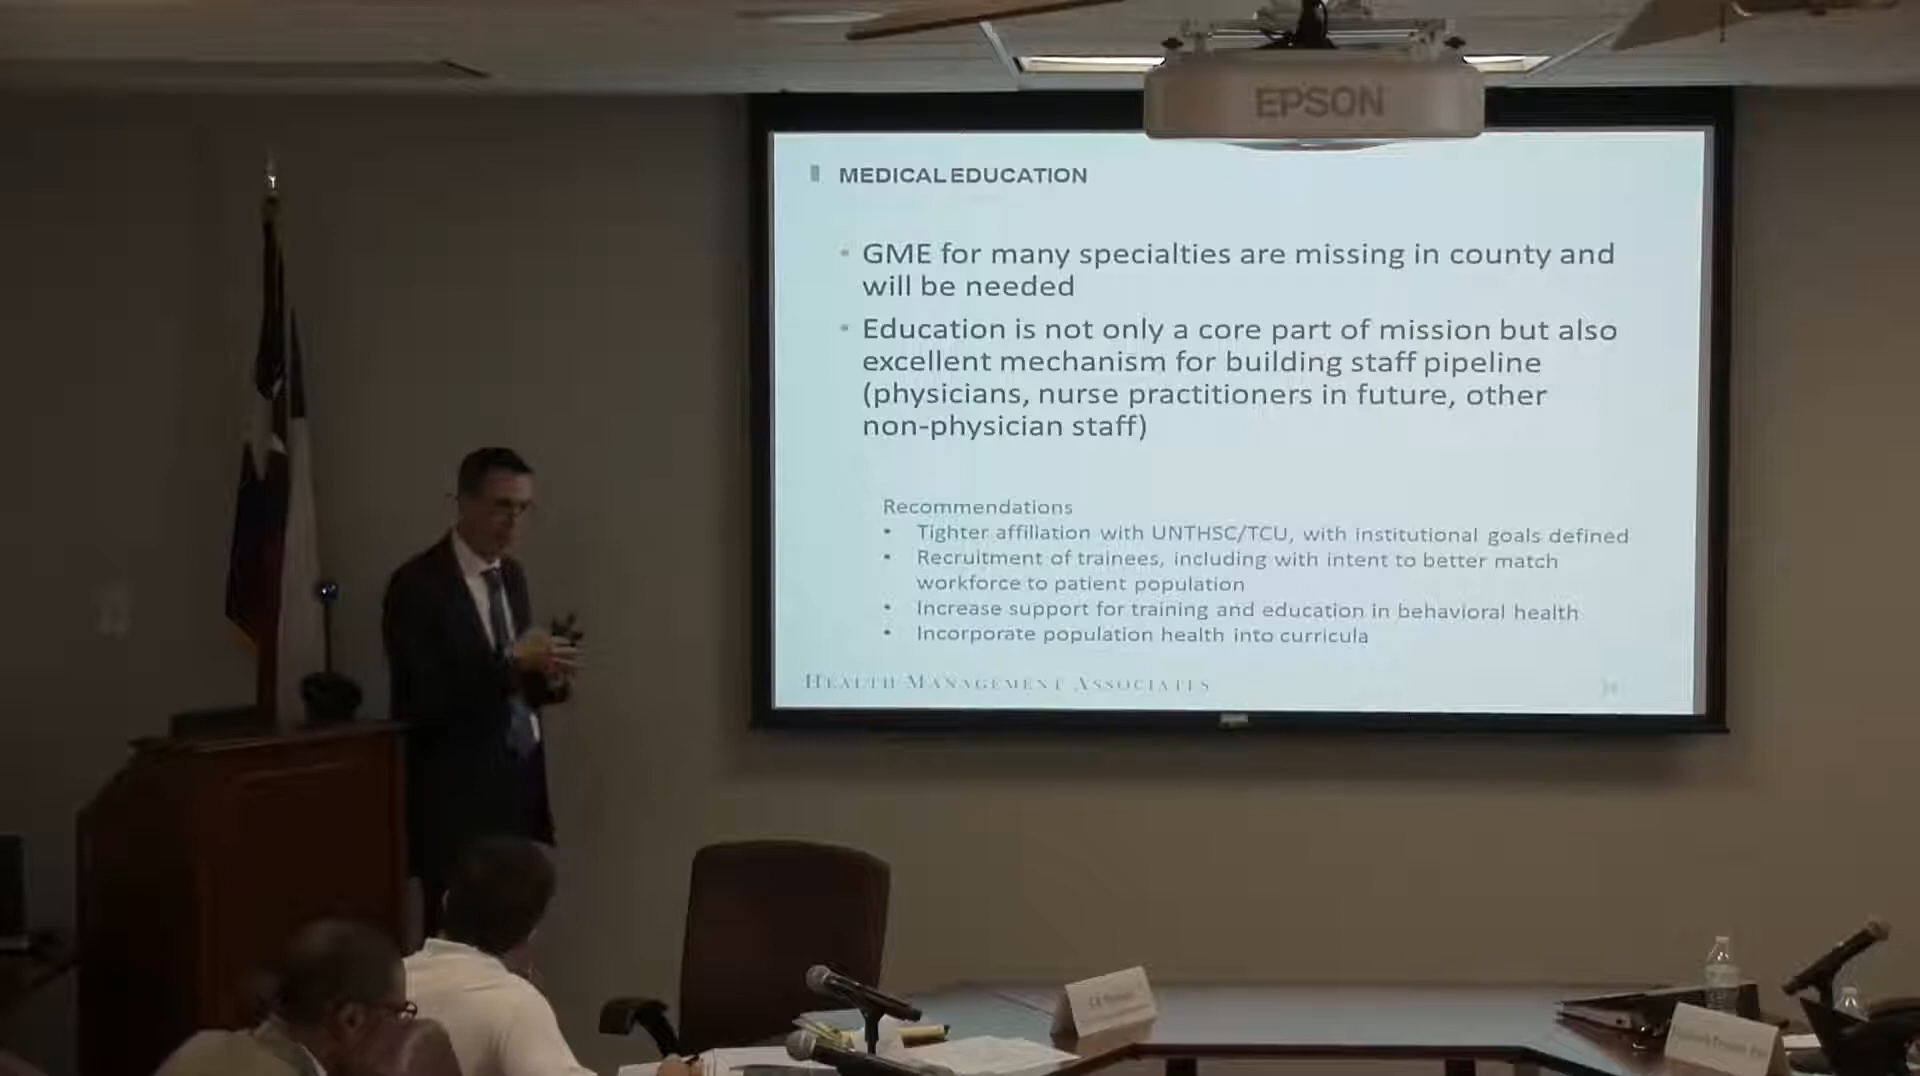 EPSON
MEDICAL EDUCATION
• GME for many specialties are missing in county and
will be needed
• Education is not only a core part of mission but also
excellent mechanism for building staff pipeline
(physicians, nurse practitioners in future, other
non-physician staff)
Recommendations
• Tighter affiliation with UNTHSC/TCU, with institutional goals defined
• Recruitment of trainees, including with intent to better match
workforce to patient population
• Increase support for training and education in behavioral health
• Incorporate population health into curricula
HEALTH MANAGEMENT ASSOCIATES